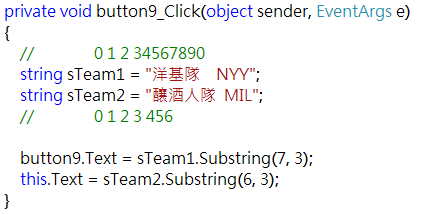 private void button9_Click(object sender, EventArgs e)
{
//             0 1 2 34567890
string sTeam1 = "洋基隊    NYY";
string sTeam2 = "釀酒人隊  MIL";
//             0 1 2 3 456
button9.Text = sTeam1.Substring(7, 3);
this.Text = sTeam2.Substring(6, 3);
}